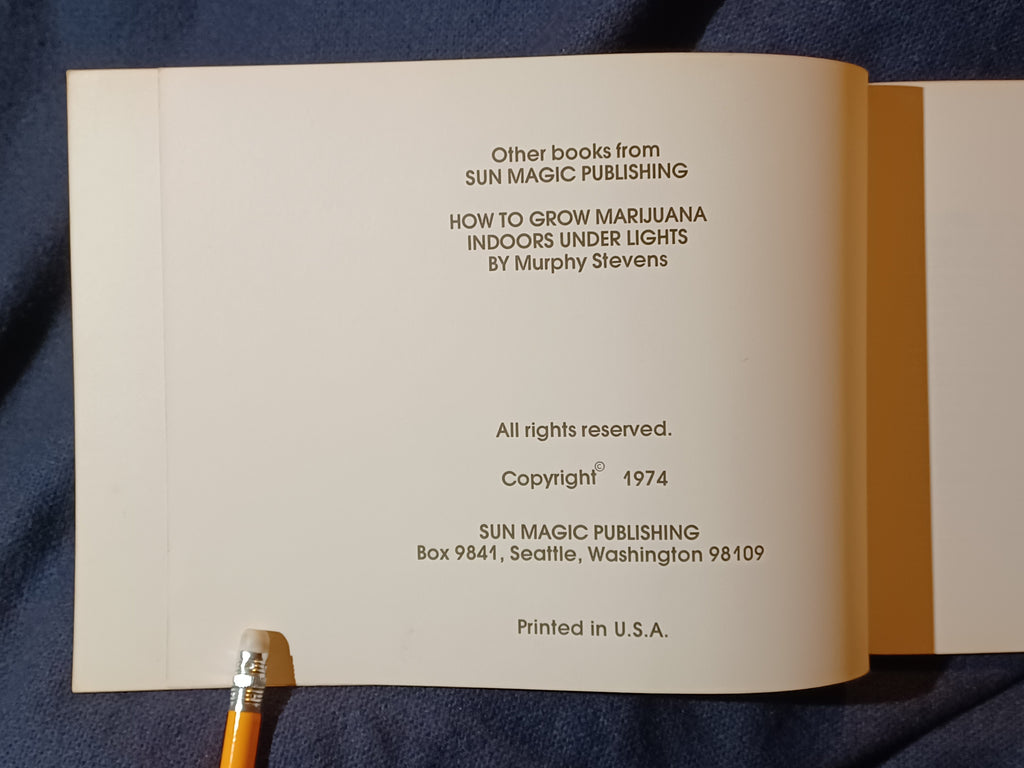 Other books from
SUN MAGIC PUBLISHING
HOW TO GROW MARIJUANA
INDOORS UNDER LIGHTS
BY Murphy Stevens
All rights reserved.
Copyright© 1974
SUN MAGIC PUBLISHING
Box 9841, Seattle, Washington 98109
Printed in U.S.A.